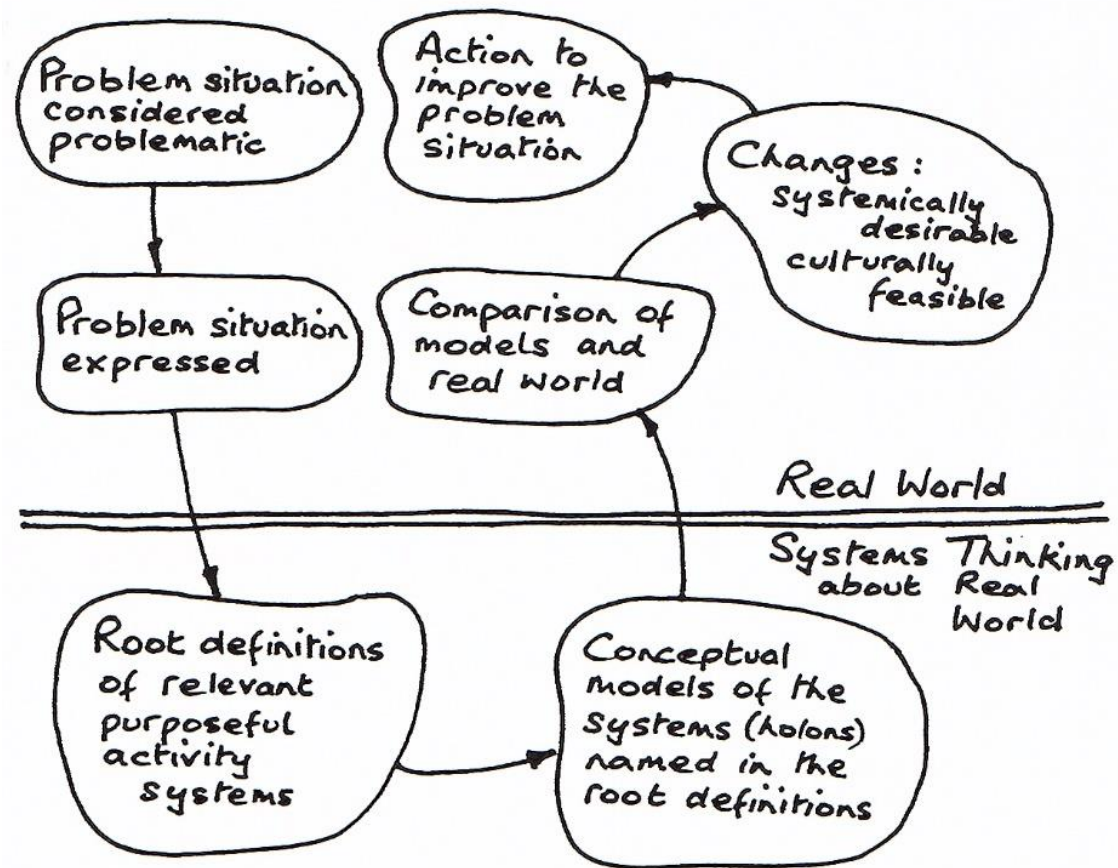 Problem situation
considered
problematic
Problem situation
expressed
Root definitions
of relevant
purposeful
activity
systems
Conceptual
models of the
systems (holons)
named in the
root definitions
Comparison of
models and
real world
Changes:
systemically
desirable
culturally
feasible
Action to
improve the
problem
situation
Real World
Systems Thinking
about Real
World